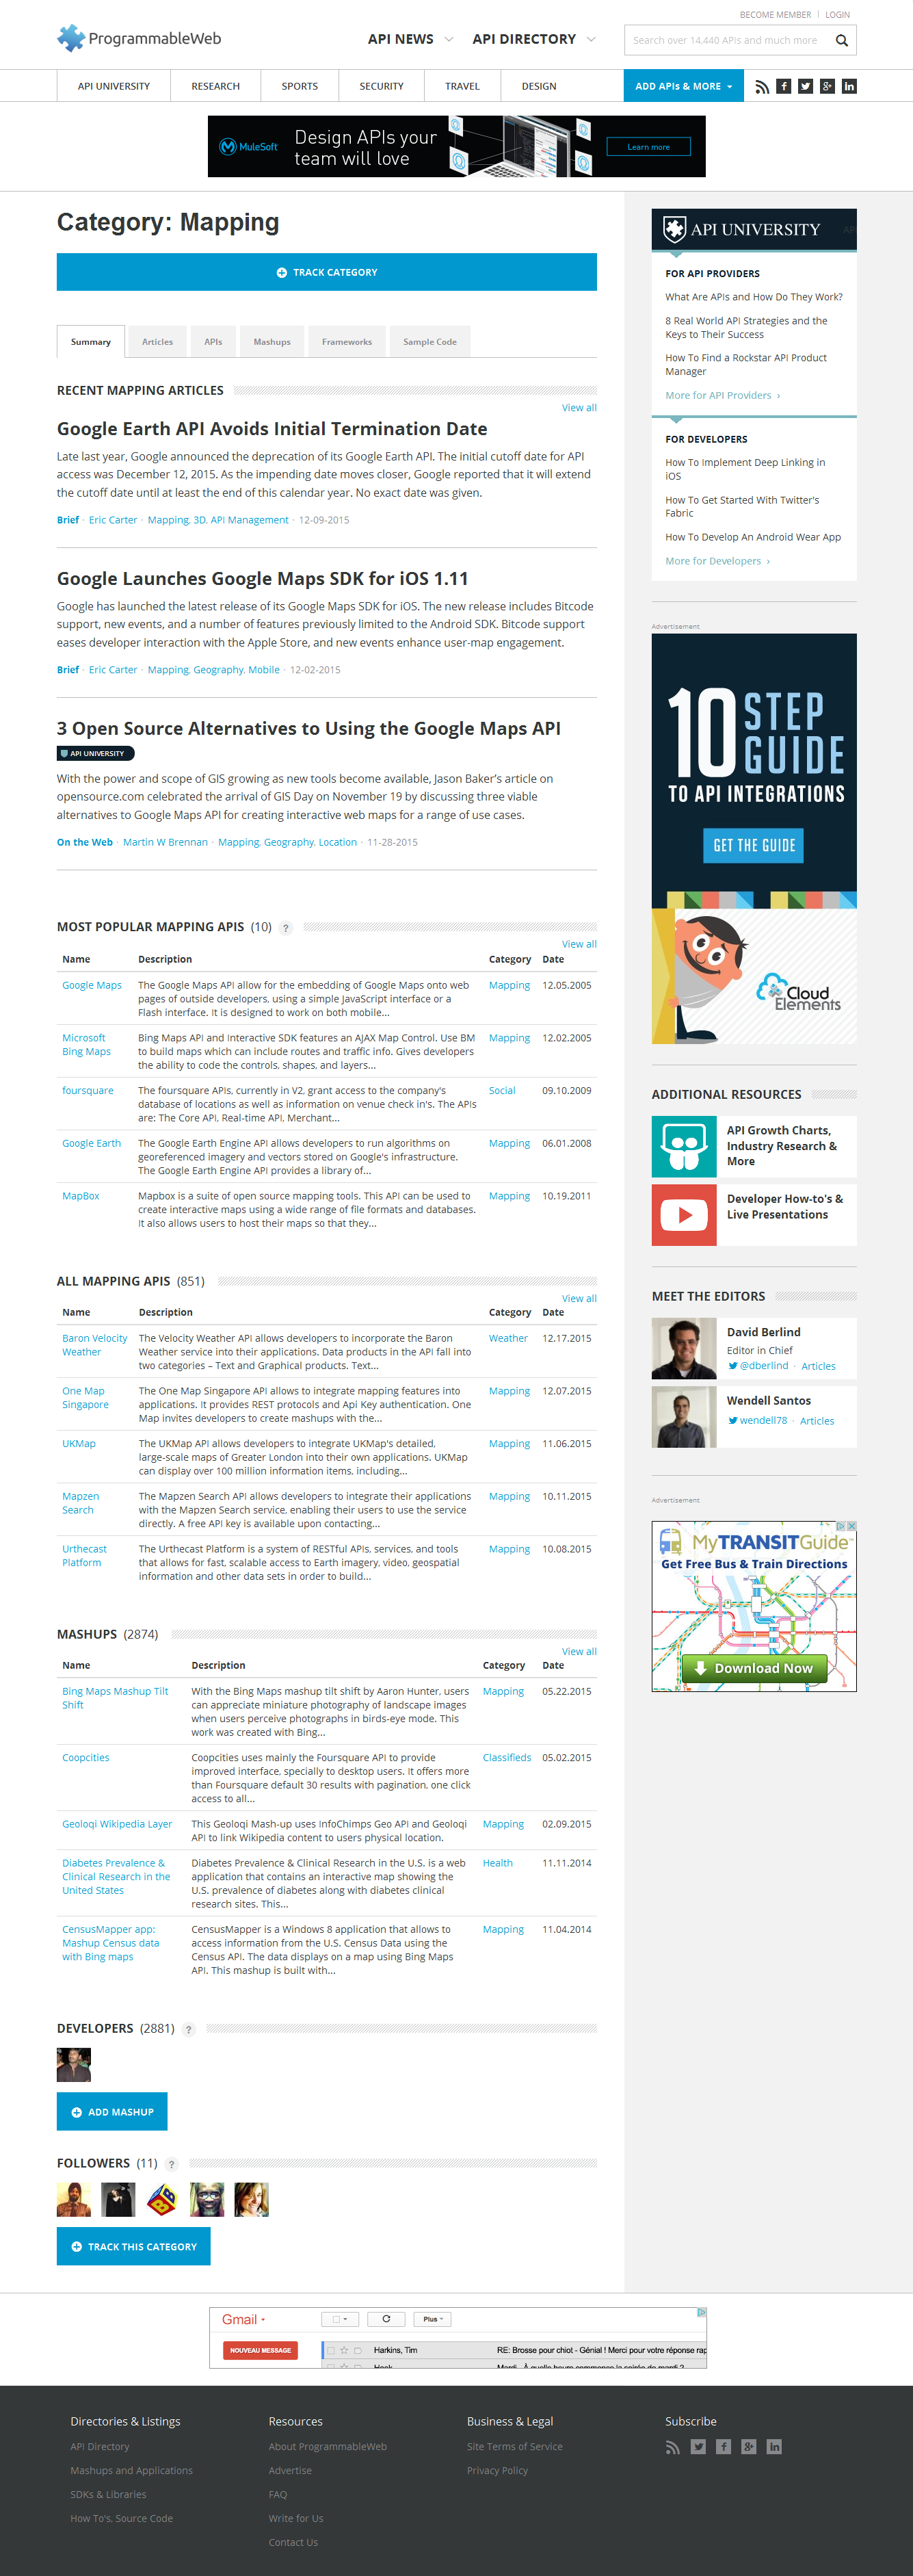 BECOME MEMBER | LOGIN
ProgrammableWeb
API NEWS
API DIRECTORY
Search over 14,440 APIs and much more
API UNIVERSITY
RESEARCH
SPORTS
SECURITY
TRAVEL
DESIGN
ADD APIs & MORE
MuleSoft
Design APIs your
team will love
Learn more
Category: Mapping
TRACK CATEGORY
Summary
Articles
APIs
Mashups
Frameworks
Sample Code
RECENT MAPPING ARTICLES
View all
Google Earth API Avoids Initial Termination Date
Late last year, Google announced the deprecation of its Google Earth API. The initial cutoff date for API
access was December 12, 2015. As the impending date moves closer, Google reported that it will extend
the cutoff date until at least the end of this calendar year. No exact date was given.
Brief · Eric Carter · Mapping, 3D, API Management · 12-09-2015
Google Launches Google Maps SDK for iOS 1.11
Google has launched the latest release of its Google Maps SDK for iOS. The new release includes Bitcode
support, new events, and a number of features previously limited to the Android SDK. Bitcode support
eases developer interaction with the Apple Store, and new events enhance user-map engagement.
Brief · Eric Carter · Mapping, Geography, Mobile · 12-02-2015
3 Open Source Alternatives to Using the Google Maps API
API UNIVERSITY
With the power and scope of GIS growing as new tools become available, Jason Baker's article on
opensource.com celebrated the arrival of GIS Day on November 19 by discussing three viable
alternatives to Google Maps API for creating interactive web maps for a range of use cases.
On the Web · Martin W Brennan · Mapping, Geography, Location · 11-28-2015
MOST POPULAR MAPPING APIS (10) ?
View all
Name Description Category Date
Google Maps The Google Maps API allow for the embedding of Google Maps onto web Mapping 12.05.2005
pages of outside developers, using a simple JavaScript interface or a
Flash interface. It is designed to work on both mobile...
Microsoft Bing Maps API and Interactive SDK features an AJAX Map Control. Use BM Mapping 12.02.2005
Bing Maps to build maps which can include routes and traffic info. Gives developers
the ability to code the controls, shapes, and layers...
foursquare The foursquare APIs, currently in V2, grant access to the company's Social 09.10.2009
database of locations as well as information on venue check in's. The APIs
are: The Core API, Real-time API, Merchant...
Google Earth The Google Earth Engine API allows developers to run algorithms on Mapping 06.01.2008
georeferenced imagery and vectors stored on Google's infrastructure.
The Google Earth Engine API provides a library of...
MapBox Mapbox is a suite of open source mapping tools. This API can be used to Mapping 10.19.2011
create interactive maps using a wide range of file formats and databases.
It also allows users to host their maps so that they...
ALL MAPPING APIS (851)
View all
Name Description Category Date
Baron Velocity The Velocity Weather API allows developers to incorporate the Baron Weather 12.17.2015
Weather Weather service into their applications. Data products in the API fall into
two categories – Text and Graphical products. Text...
One Map The One Map Singapore API allows to integrate mapping features into Mapping 12.07.2015
Singapore applications. It provides REST protocols and Api Key authentication. One
Map invites developers to create mashups with the...
UKMap The UKMap API allows developers to integrate UKMap's detailed, Mapping 11.06.2015
large-scale maps of Greater London into their own applications. UKMap
can display over 100 million information items, including...
Mapzen The Mapzen Search API allows developers to integrate their applications Mapping 10.11.2015
Search with the Mapzen Search service, enabling their users to use the service
directly. A free API key is available upon contacting...
Urthecast The Urthecast Platform is a system of RESTful APIs, services, and tools Mapping 10.08.2015
Platform that allows for fast, scalable access to Earth imagery, video, geospatial
information and other data sets in order to build...
MASHUPS (2874)
View all
Name Description Category Date
Bing Maps Mashup Tilt With the Bing Maps mashup tilt shift by Aaron Hunter, users Mapping 05.22.2015
Shift can appreciate miniature photography of landscape images
when users perceive photographs in birds-eye mode. This
work was created with Bing...
Coopcities Coopcities uses mainly the Foursquare API to provide Classifieds 05.02.2015
improved interface, specially to desktop users. It offers more
than Foursquare default 30 results with pagination, one click
access to all...
Geoloqi Wikipedia Layer This Geoloqi Mash-up uses InfoChimps Geo API and Geoloqi Mapping 02.09.2015
API to link Wikipedia content to users physical location.
Diabetes Prevalence & Diabetes Prevalence & Clinical Research in the U.S. is a web Health 11.11.2014
Clinical Research in the application that contains an interactive map showing the
United States U.S. prevalence of diabetes along with diabetes clinical
research sites. This...
CensusMapper app: CensusMapper is a Windows 8 application that allows to Mapping 11.04.2014
Mashup Census data access information from the U.S. Census Data using the
with Bing maps Census API. The data displays on a map using Bing Maps
API. This mashup is built with...
DEVELOPERS (2881) ?
ADD MASHUP
FOLLOWERS (11) ?
TRACK THIS CATEGORY
API UNIVERSITY
FOR API PROVIDERS
What Are APIs and How Do They Work?
8 Real World API Strategies and the
Keys to Their Success
How To Find a Rockstar API Product
Manager
More for API Providers ›
FOR DEVELOPERS
How To Implement Deep Linking in
iOS
How To Get Started With Twitter's
Fabric
How To Develop An Android Wear App
More for Developers ›
Advertisement
10 STEP
GUIDE
TO API INTEGRATIONS
GET THE GUIDE
Cloud
Elements
ADDITIONAL RESOURCES
API Growth Charts,
Industry Research &
More
Developer How-to's &
Live Presentations
MEET THE EDITORS
David Berlind
Editor in Chief
@dberlind · Articles
Wendell Santos
wendell78 · Articles
Advertisement
MyTRANSITGuide™
Get Free Bus & Train Directions
Download Now
Gmail
Plus
NOUVEAU MESSAGE
Harkins, Tim
RE: Brosse pour chiot - Génial ! Merci pour votre réponse rap
Directories & Listings
API Directory
Mashups and Applications
SDKs & Libraries
How To's, Source Code
Resources
About ProgrammableWeb
Advertise
FAQ
Write for Us
Contact Us
Business & Legal
Site Terms of Service
Privacy Policy
Subscribe